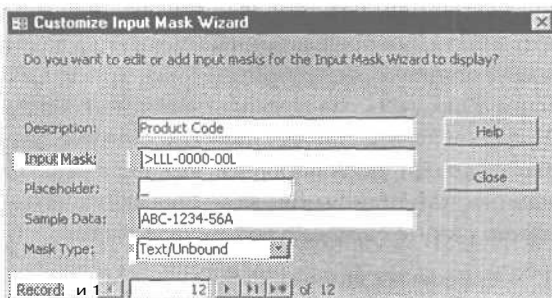 Customize Input Mask Wizard
Do you want to edit or add input masks for the Input Mask Wizard to display?
Description: Product Code Help
Input Mask: >LLL-0000-00L
Placeholder: _ Close
Sample Data: ABC-1234-56A
Mask Type: Text/Unbound
Record: и 1 12 of 12